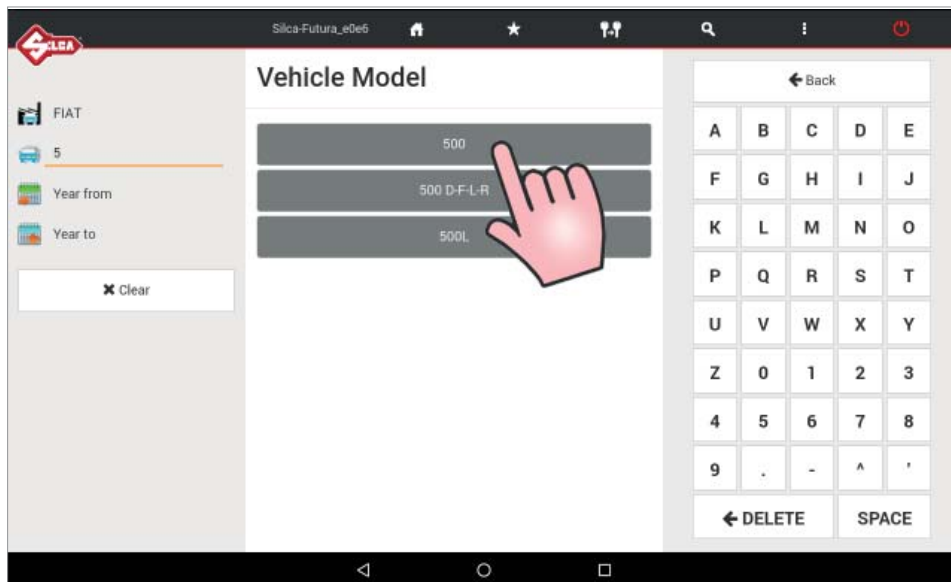 SILCA
Silca-Futura_e0e6
FIAT
5
Year from
Year to
✖ Clear
Vehicle Model
500
500 D-F-L-R
500L
← Back
A B C D E
F G H I J
K L M N O
P Q R S T
U V W X Y
Z 0 1 2 3
4 5 6 7 8
9 . - ^ '
← DELETE SPACE